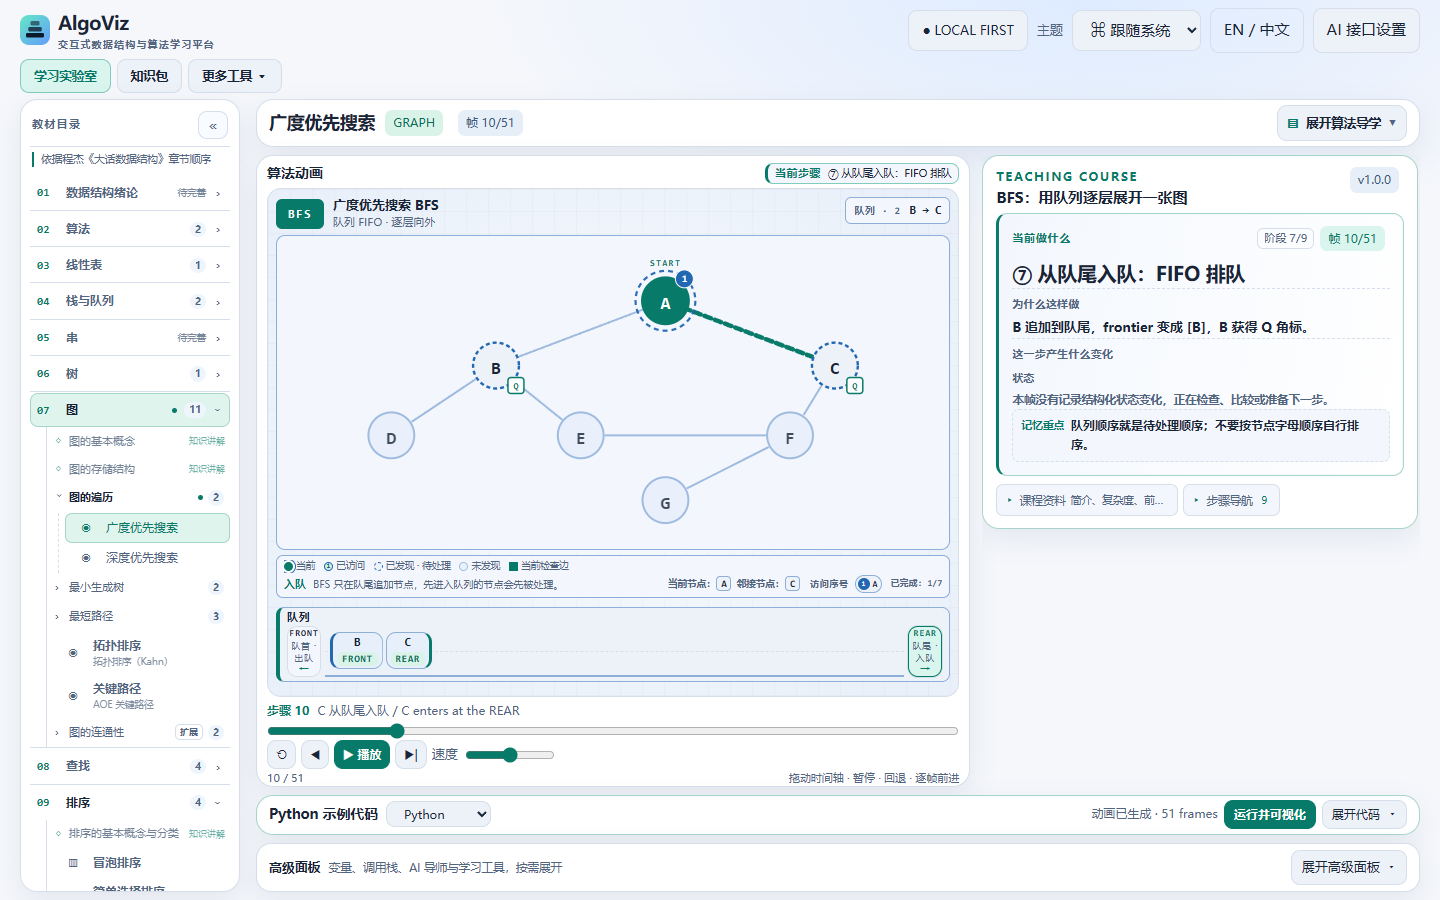 AlgoViz
交互式数据结构与算法学习平台
● LOCAL FIRST
主题
⌘ 跟随系统
EN / 中文
AI 接口设置
学习实验室
知识包
更多工具
教材目录
«
依据程杰《大话数据结构》章节顺序
01 数据结构绪论 待完善 ›
02 算法 2 ›
03 线性表 1 ›
04 栈与队列 2 ›
05 串 待完善 ›
06 树 1 ›
07 图 11
图的基本概念 知识讲解
图的存储结构 知识讲解
图的遍历 2
广度优先搜索
深度优先搜索
› 最小生成树 2
› 最短路径 3
拓扑排序
拓扑排序（Kahn）
关键路径
AOE 关键路径
› 图的连通性 扩展 2
08 查找 4 ›
09 排序 4
排序的基本概念与分类 知识讲解
冒泡排序
简单选择排序
广度优先搜索 GRAPH 帧 10/51
展开算法导学 ▼
算法动画
当前步骤 ⑦ 从队尾入队：FIFO 排队
BFS
广度优先搜索 BFS
队列 FIFO · 逐层向外
队列 · 2 B → C
START
1
A
B
Q
C
Q
D
E
F
G
当前 已访问 已发现 · 待处理 未发现 当前检查边
入队 BFS 只在队尾追加节点，先进入队列的节点会先被处理。
当前节点： A 邻接节点： C 访问序号 1 A 已完成：1/7
队列
FRONT
队首 ·
出队
←
B
FRONT
C
REAR
REAR
队尾 ·
入队
→
步骤 10 C 从队尾入队 / C enters at the REAR
▶ 播放
速度
10 / 51
拖动时间轴 · 暂停 · 回退 · 逐帧前进
TEACHING COURSE
v1.0.0
BFS：用队列逐层展开一张图
当前做什么
阶段 7/9
帧 10/51
⑦ 从队尾入队：FIFO 排队
为什么这样做
B 追加到队尾，frontier 变成 [B]，B 获得 Q 角标。
这一步产生什么变化
状态
本帧没有记录结构化状态变化，正在检查、比较或准备下一步。
记忆重点 队列顺序就是待处理顺序；不要按节点字母顺序自行排
序。
课程资料 简介、复杂度、前...
步骤导航 9
Python 示例代码
Python
动画已生成 · 51 frames
运行并可视化
展开代码
高级面板 变量、调用栈、AI 导师与学习工具，按需展开
展开高级面板